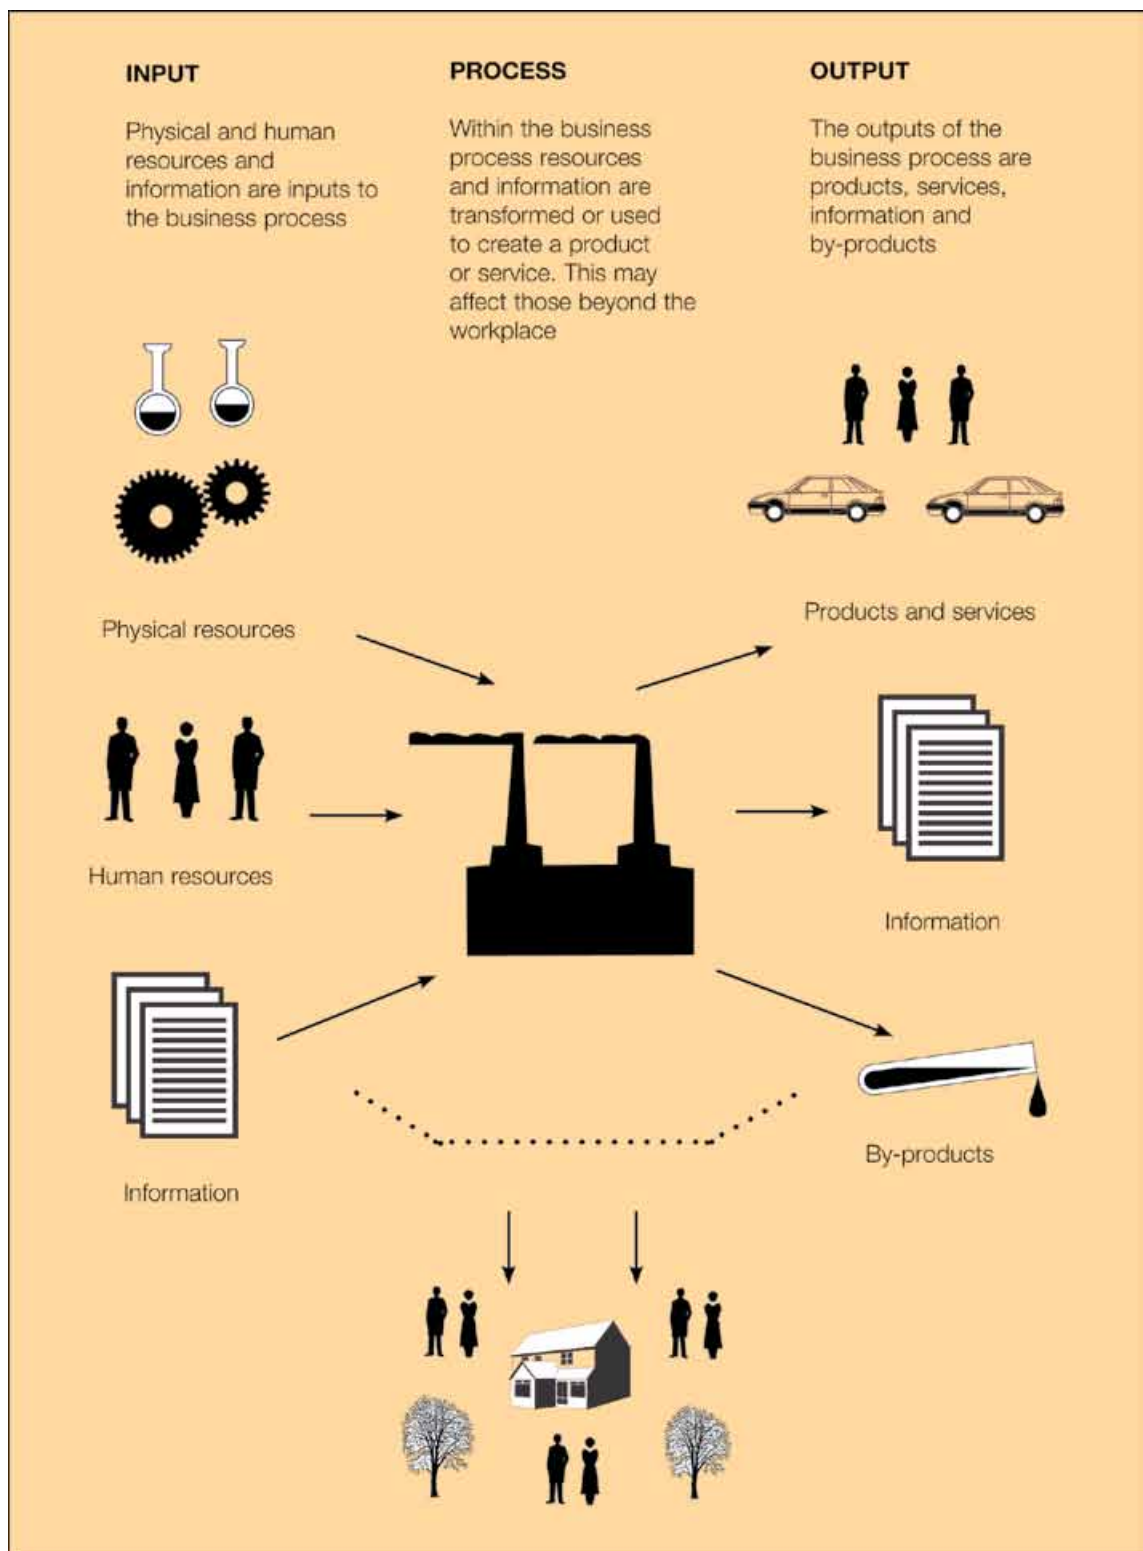 INPUT
Physical and human
resources and
information are inputs to
the business process
PROCESS
Within the business
process resources
and information are
transformed or used
to create a product
or service. This may
affect those beyond the
workplace
OUTPUT
The outputs of the
business process are
products, services,
information and
by-products
Physical resources
Products and services
Human resources
Information
By-products
Information